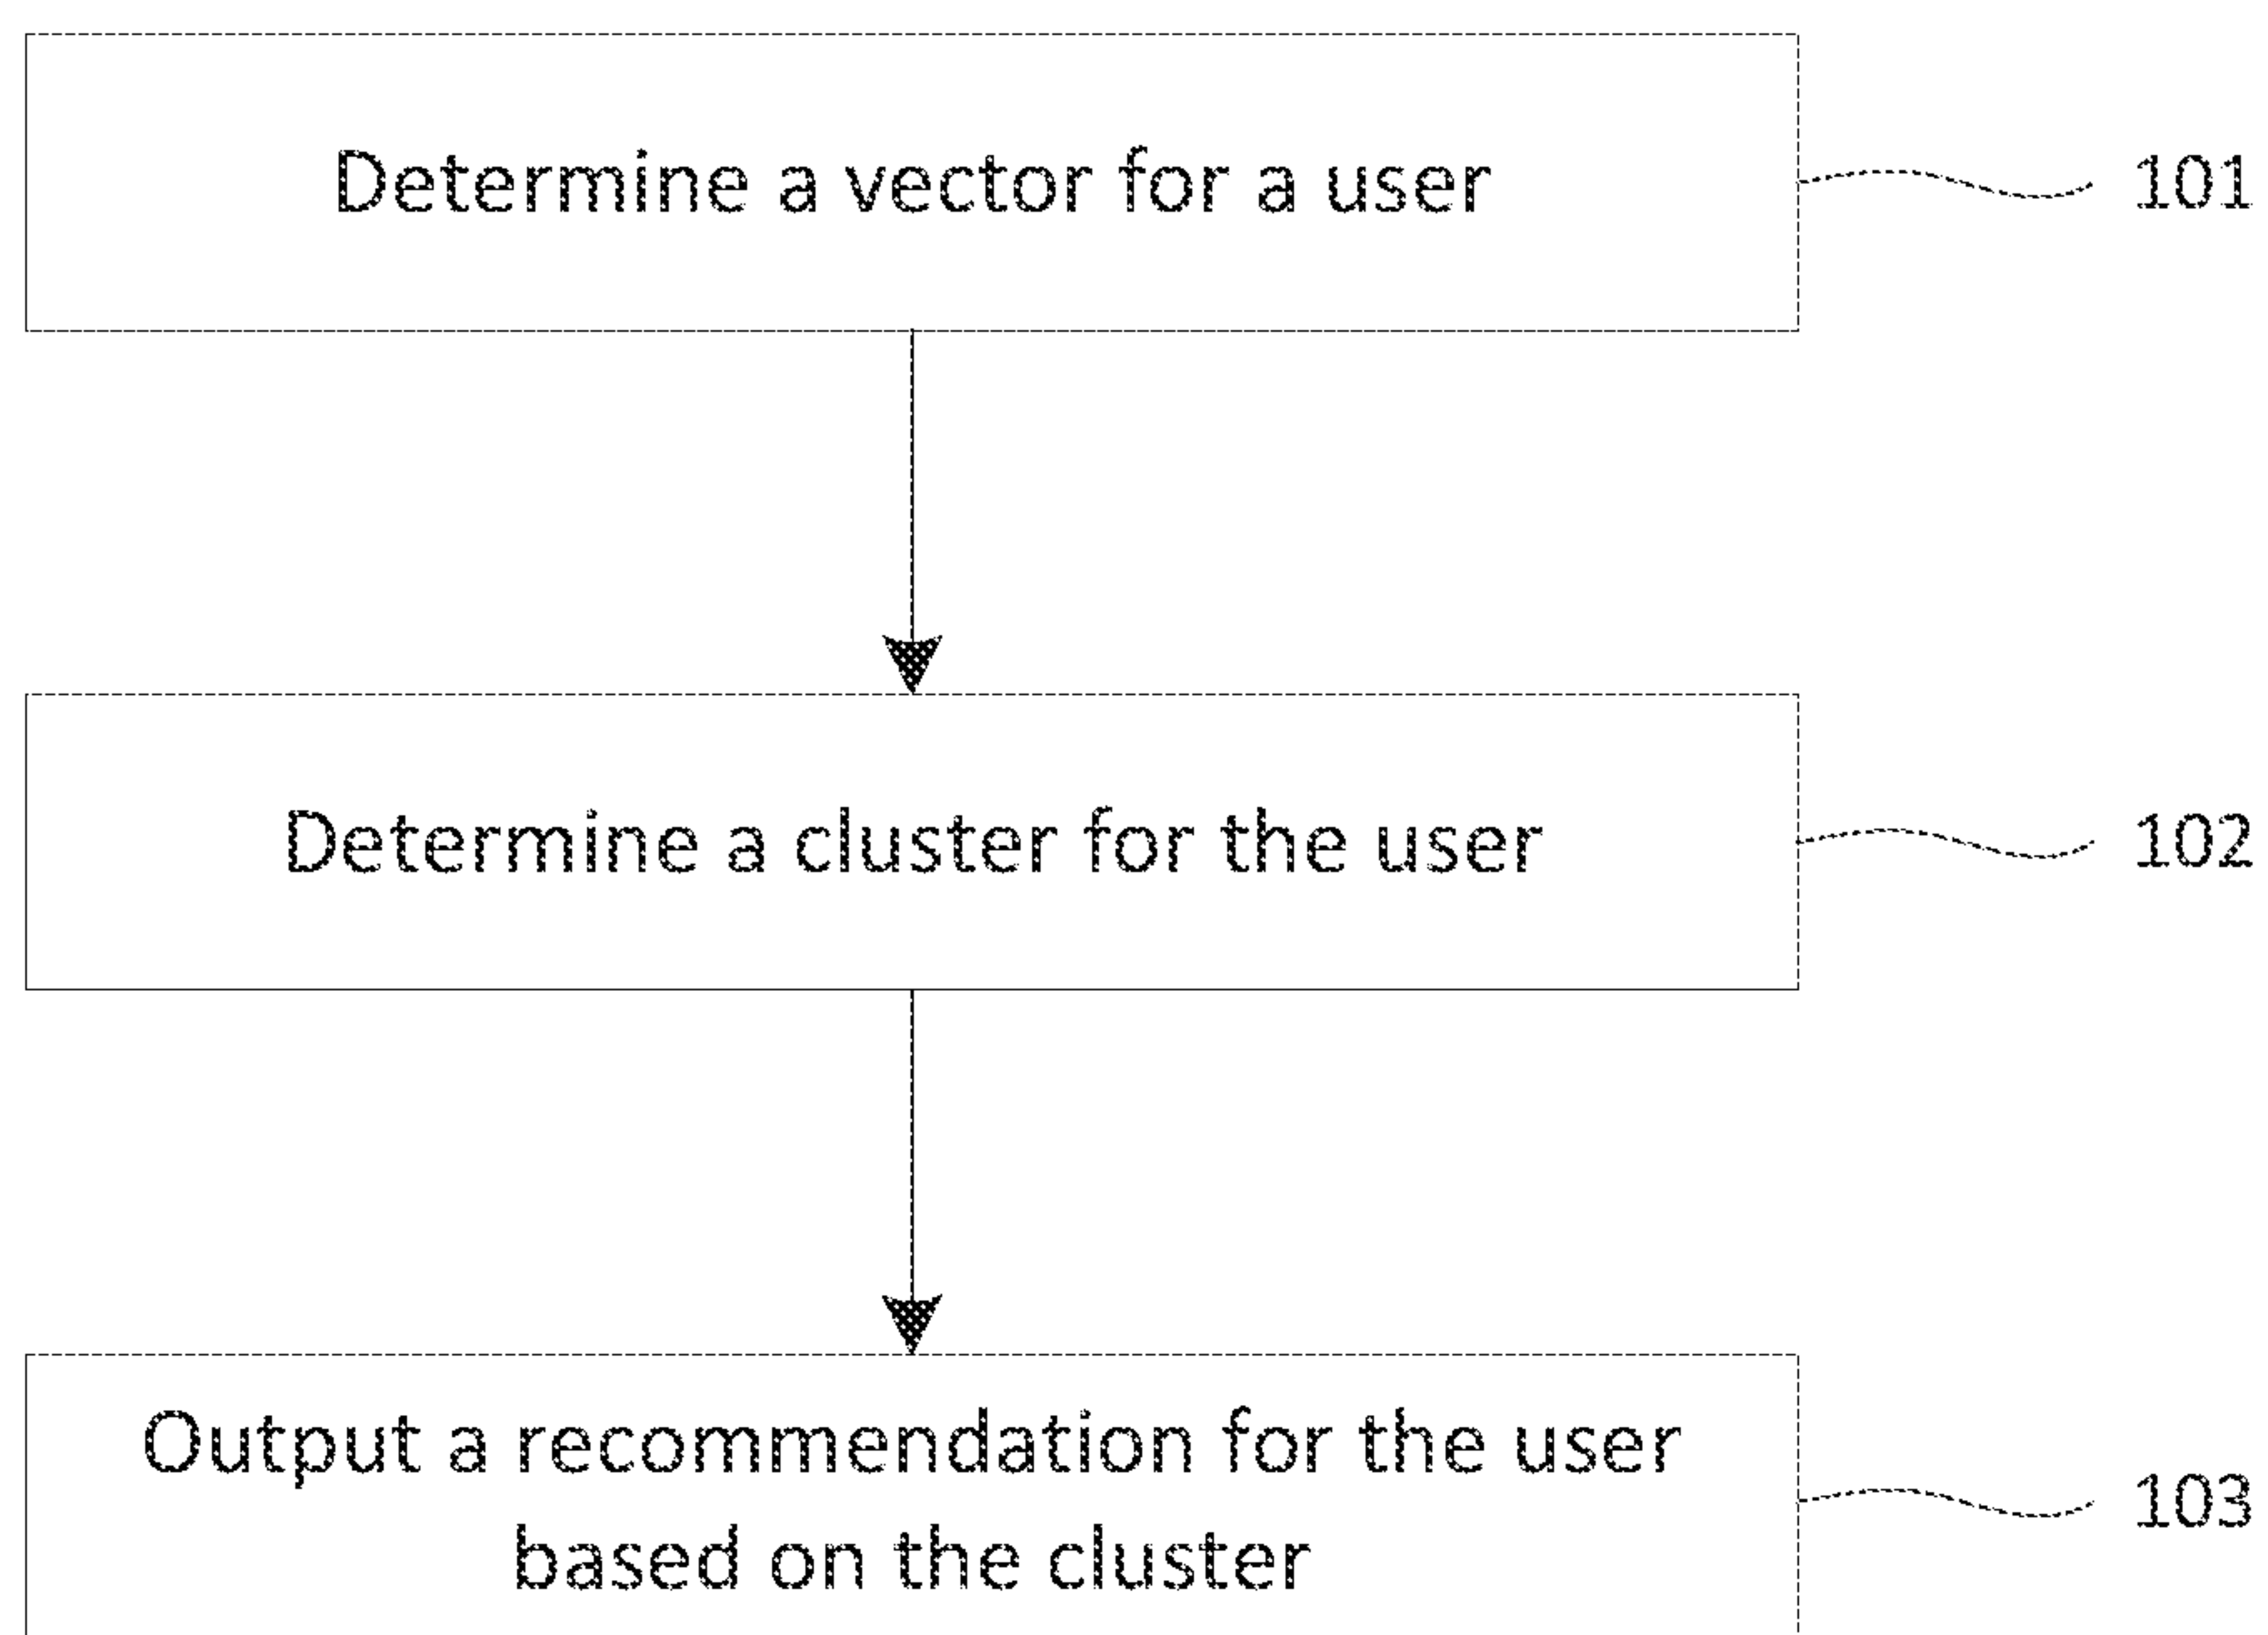 Determine a vector for a user
101
Determine a cluster for the user
102
Output a recommendation for the user
based on the cluster
103